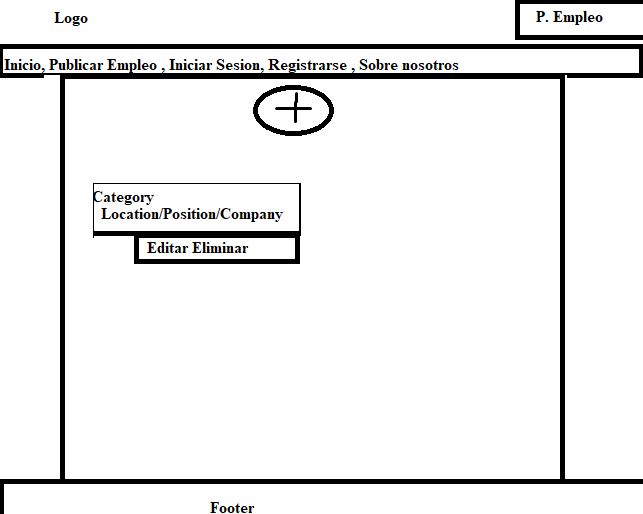 Logo
P. Empleo
Inicio, Publicar Empleo , Iniciar Sesion, Registrarse , Sobre nosotros
Category
Location/Position/Company
Editar Eliminar
Footer